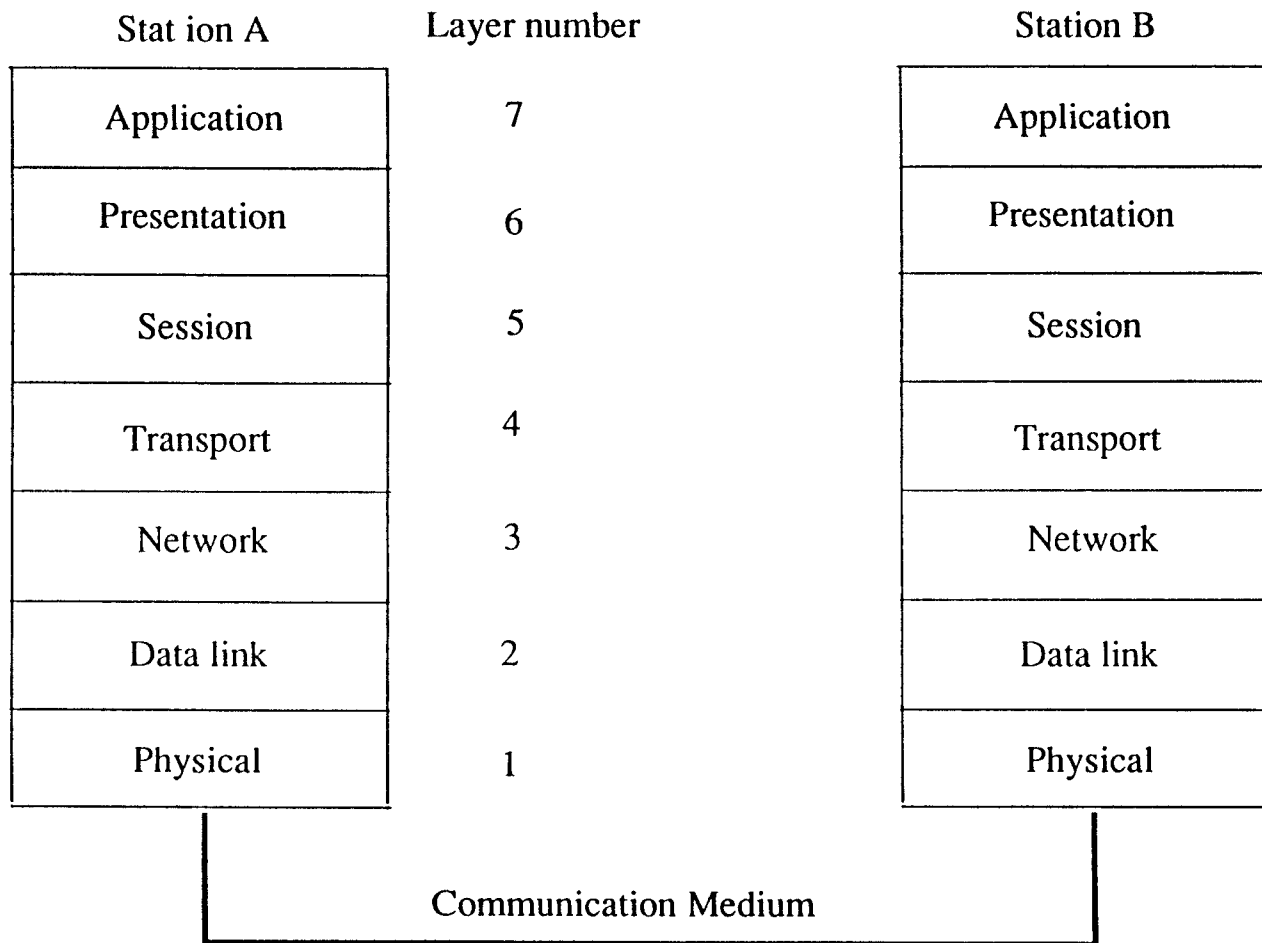 Stat ion A Layer number Station B
Application 7 Application
Presentation 6 Presentation
Session 5 Session
Transport 4 Transport
Network 3 Network
Data link 2 Data link
Physical 1 Physical
Communication Medium